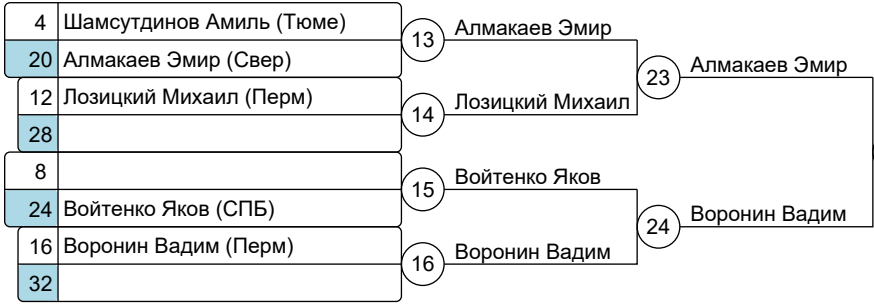 4 Шамсутдинов Амиль (Тюме)
20 Алмакаев Эмир (Свер)
13 Алмакаев Эмир
12 Лозицкий Михаил (Перм)
28
14 Лозицкий Михаил
23 Алмакаев Эмир
8
24 Войтенко Яков (СПБ)
15 Войтенко Яков
16 Воронин Вадим (Перм)
32
16 Воронин Вадим
24 Воронин Вадим